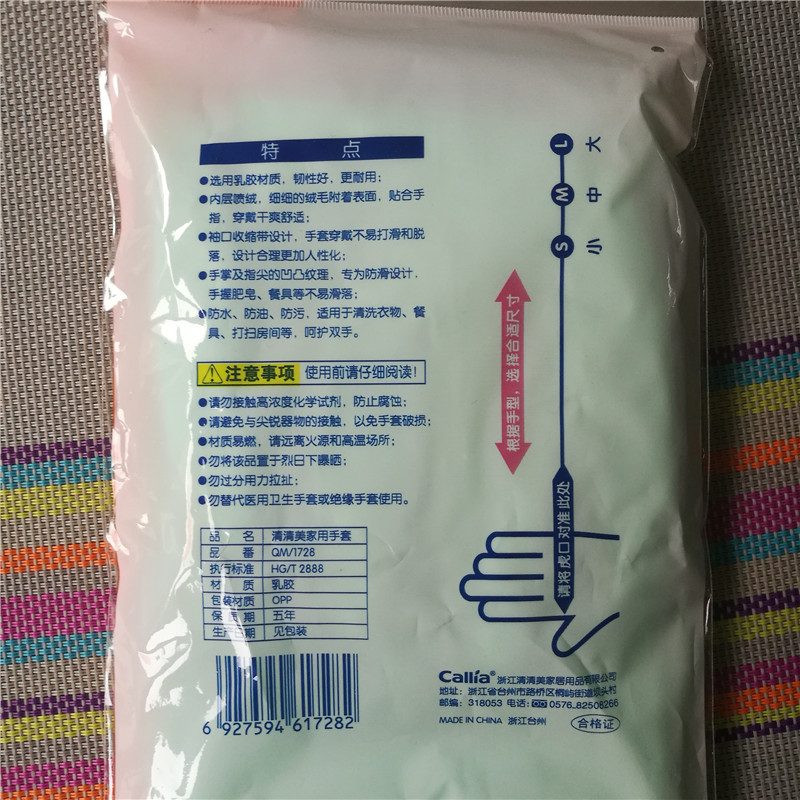 特 点
●选用乳胶材质，韧性好，更耐用；
●内层喷绒，细细的绒毛附着表面，贴合手
指，穿戴干爽舒适；
●袖口收缩带设计，手套穿戴不易打滑和脱
落，设计合理更加人性化；
●手掌及指尖的凹凸纹理，专为防滑设计，
手握肥皂、餐具等不易滑落；
●防水、防油、防污，适用于清洗衣物、餐
具、打扫房间等，呵护双手。
注意事项 使用前请仔细阅读！
●请勿接触高浓度化学试剂，防止腐蚀；
●请避免与尖锐器物的接触，以免手套破损；
●材质易燃，请远离火源和高温场所；
●勿将该品置于烈日下曝晒；
●勿过分用力拉扯；
●勿替代医用卫生手套或绝缘手套使用。
品 名 清清美家用手套
品 番 QM/1728
执行标准 HG/T 2888
材 质 乳胶
包装材质 OPP
保 质 期 五年
生产日期 见包装
6 927594 617282
L 大
M 中
S 小
根据手型，选择合适尺寸
请将虎口对准此处
Callia® 浙江清清美家居用品有限公司
地址：浙江省台州市路桥区桐屿街道坝头村
邮编：318053 电话：0576-82508266
MADE IN CHINA 浙江台州 合格证